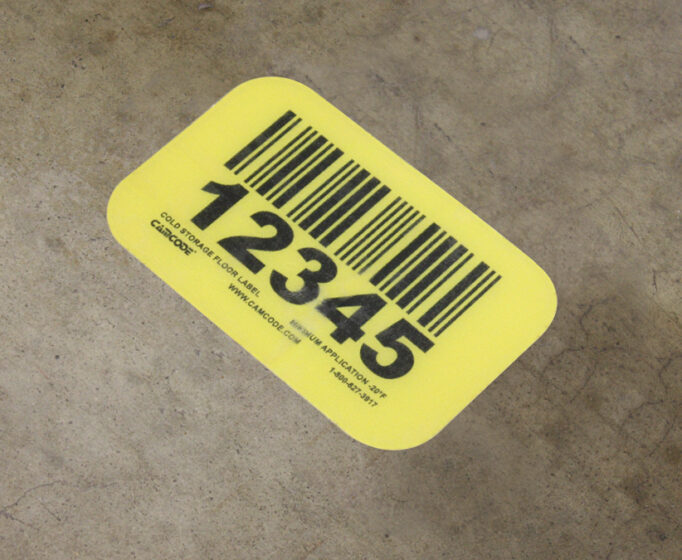 12345
COLD STORAGE FLOOR LABEL MINIMUM APPLICATION -20°F
CAMCODE WWW.CAMCODE.COM 1-800-627-3917